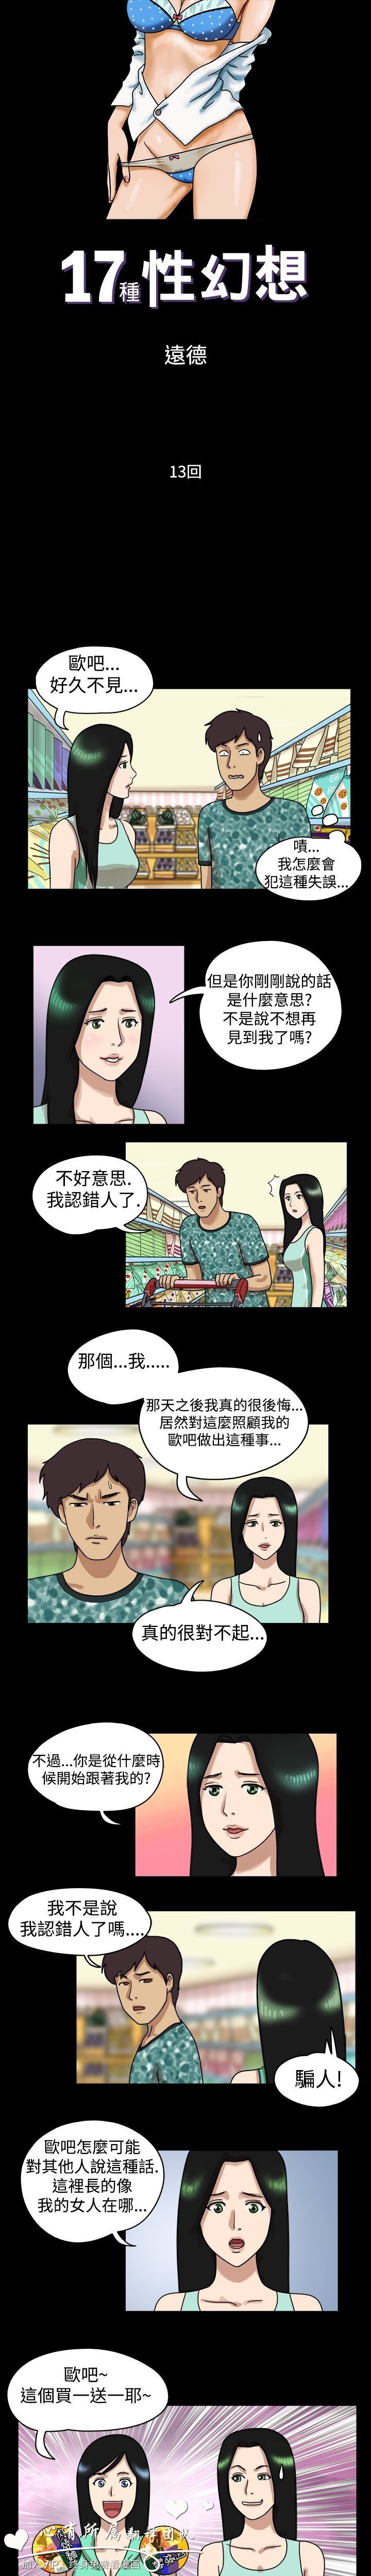 17種性幻想
遠德
13回
歐吧...
好久不見...
嘖...
我怎麼會
犯這種失誤...
但是你剛剛說的話
是什麼意思?
不是說不想再
見到我了嗎?
不好意思.
我認錯人了.
那個...我.....
那天之後我真的很後悔...
居然對這麼照顧我的
歐吧做出這種事...
真的很對不起...
不過...你是從什麼時
候開始跟著我的?
我不是說
我認錯人了嗎....
騙人!
歐吧怎麼可能
對其他人說這種話.
這裡長的像
我的女人在哪...
歐吧~
這個買一送一耶~